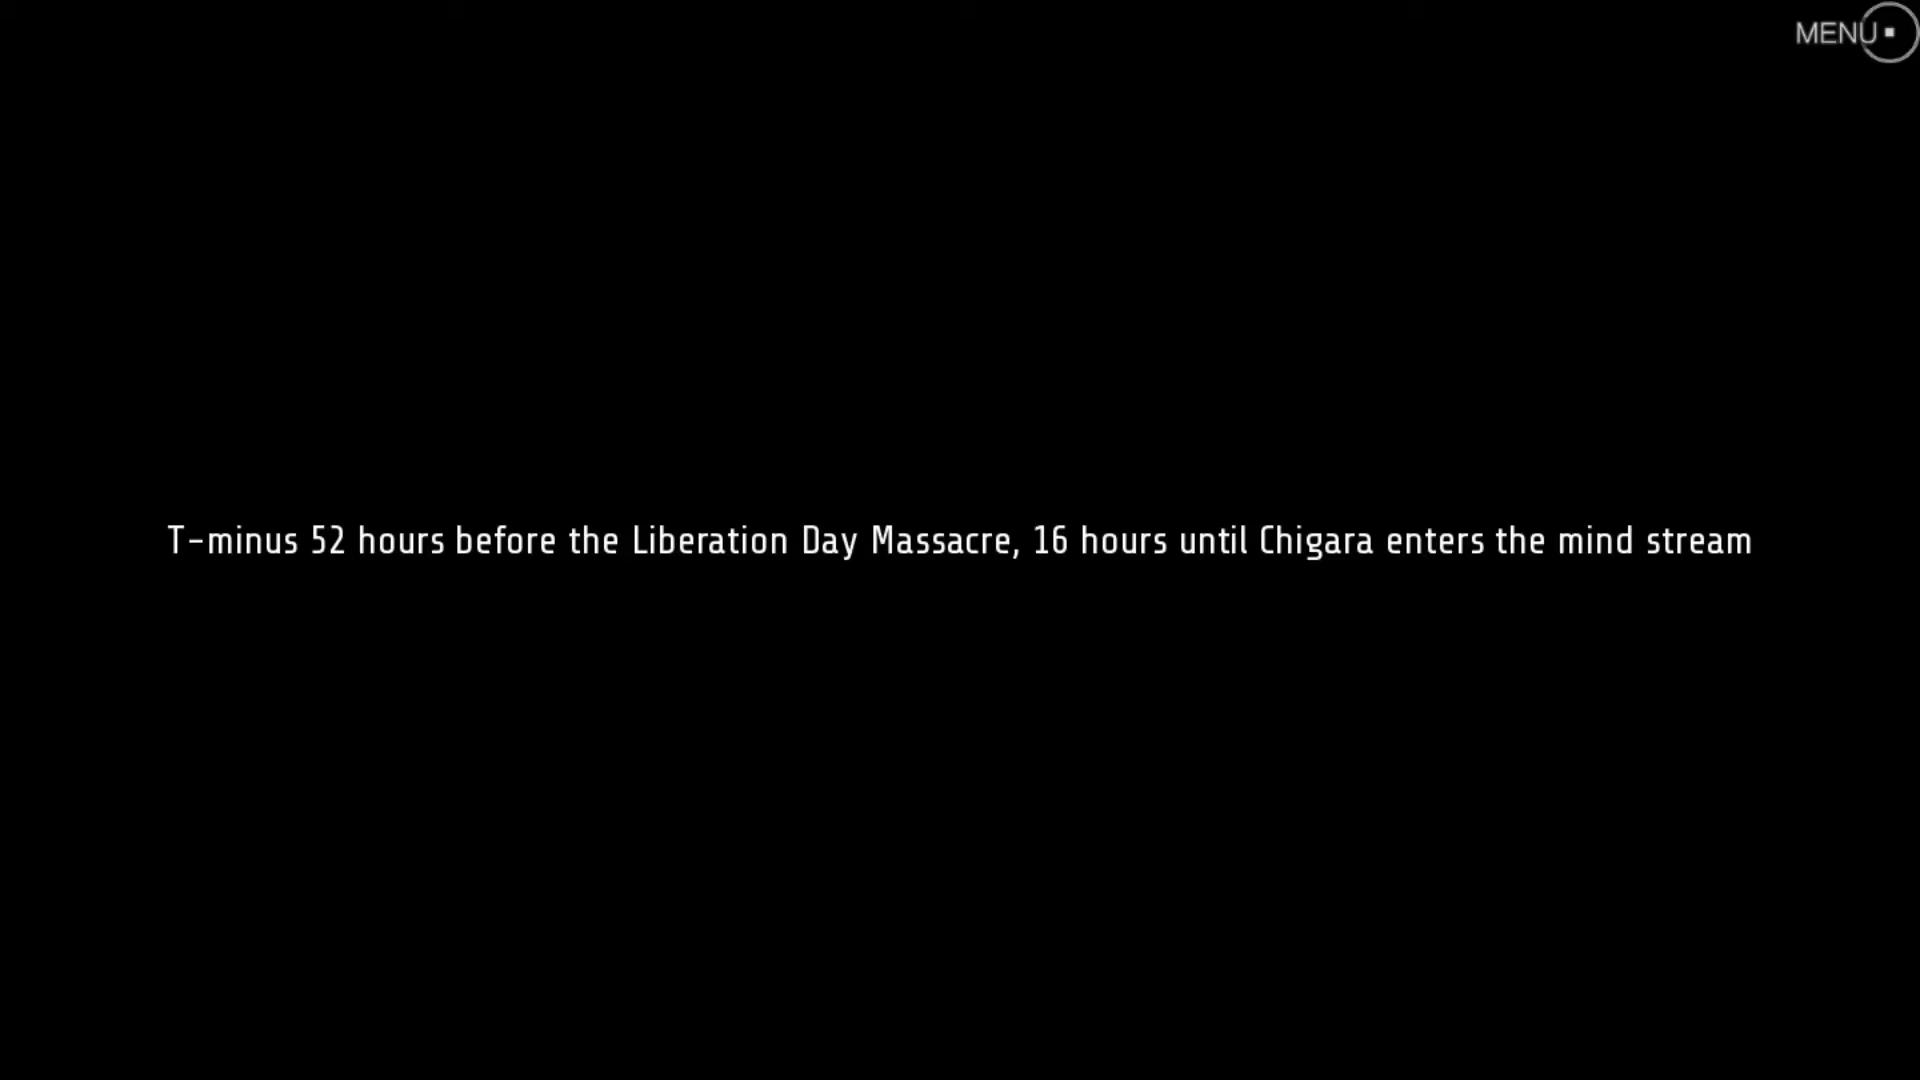 MENU
T-minus 52 hours before the Liberation Day Massacre, 16 hours until Chigara enters the mind stream